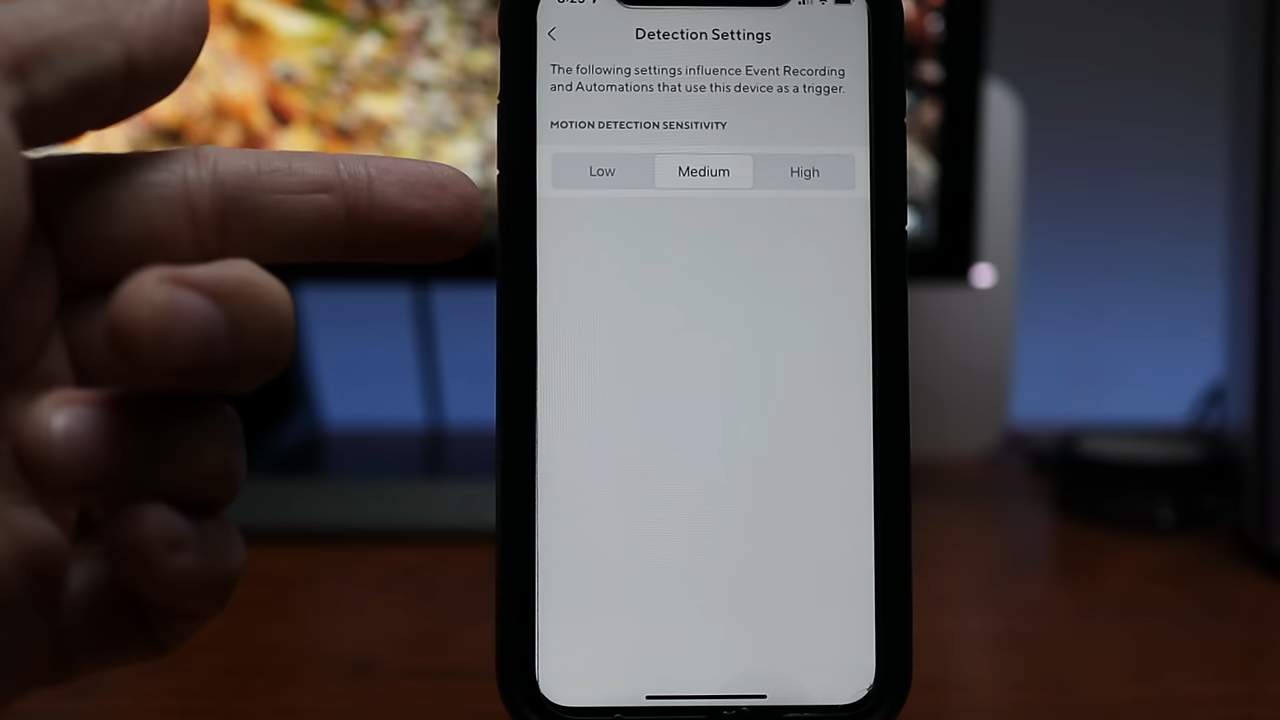 Detection Settings
The following settings influence Event Recording
and Automations that use this device as a trigger.
MOTION DETECTION SENSITIVITY
Low Medium High